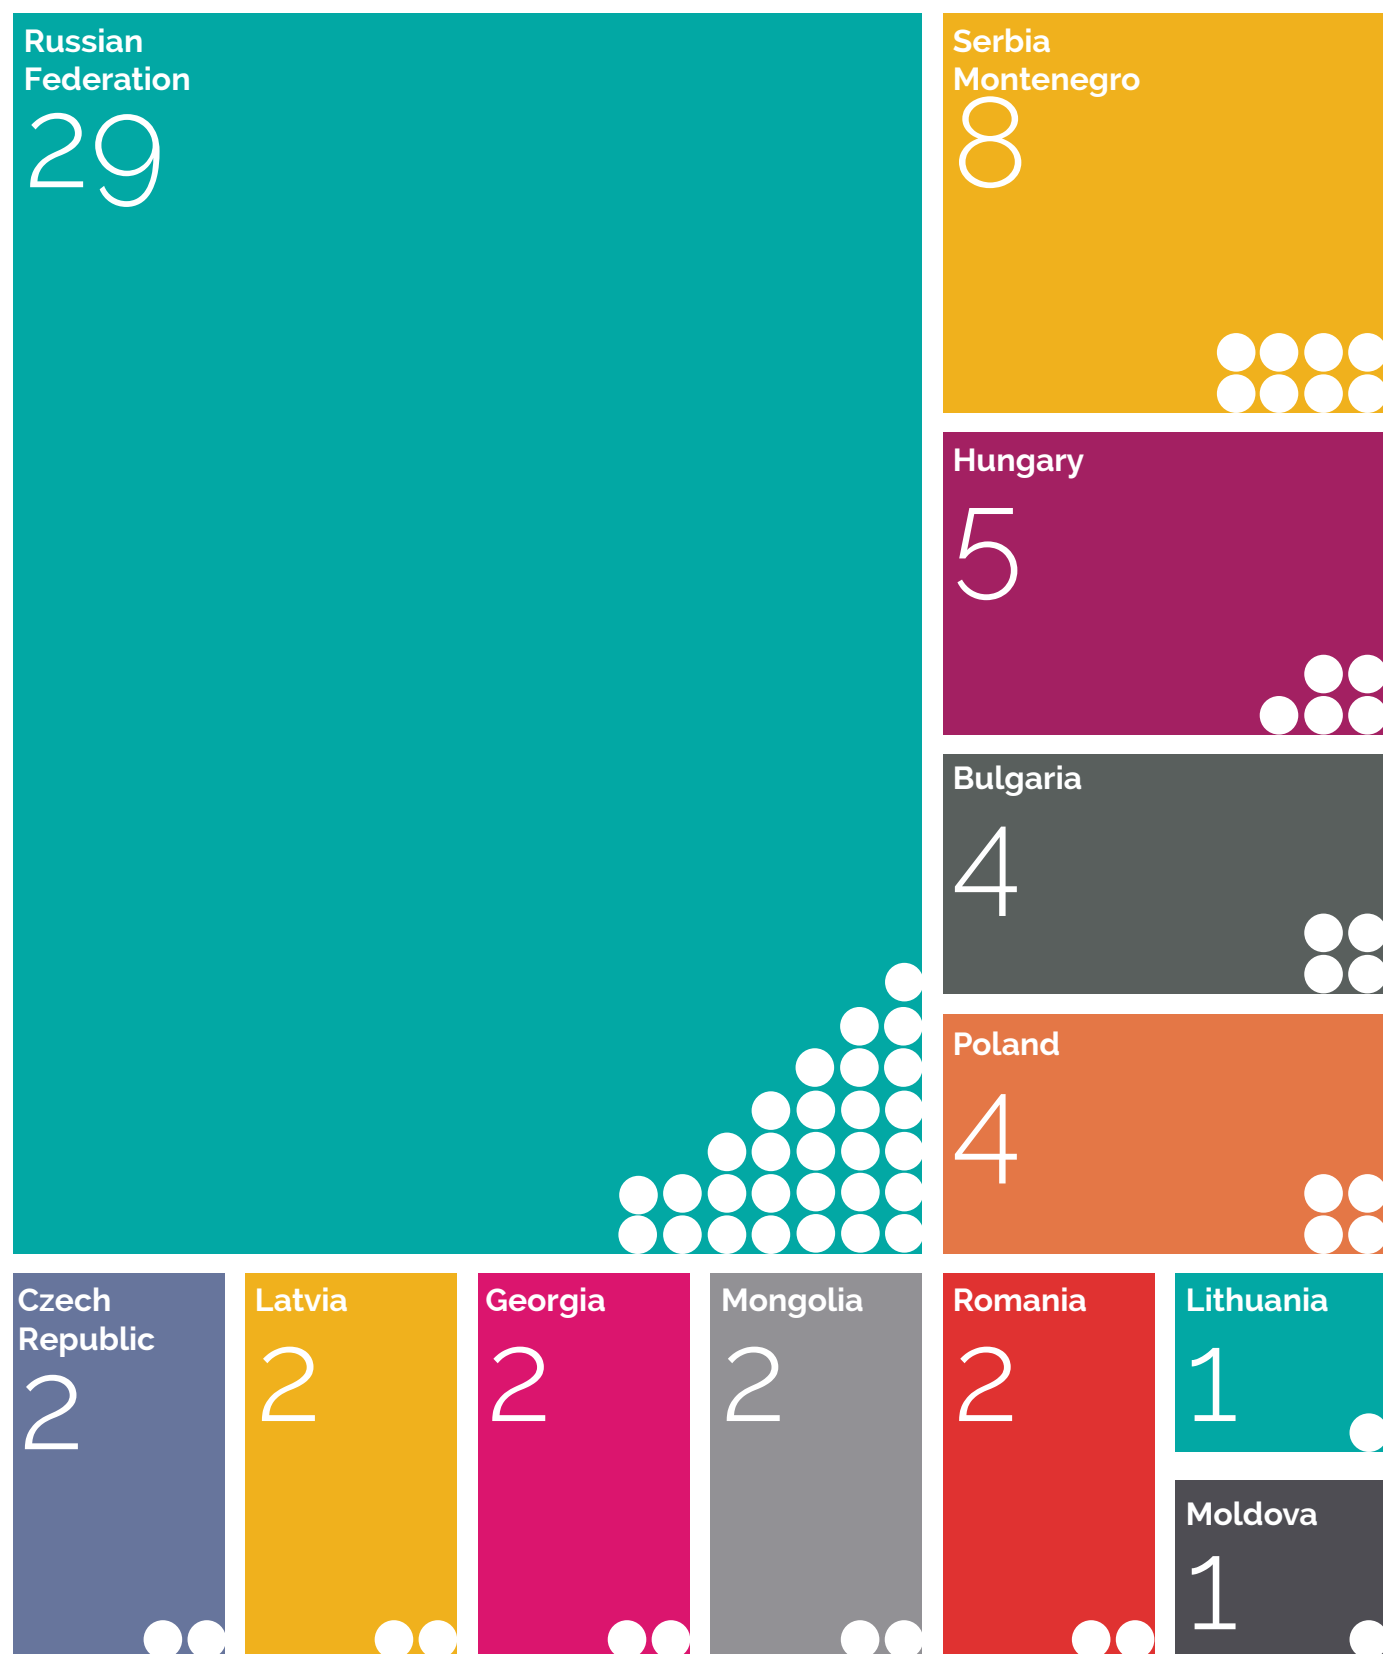 Russian
Federation
29
Serbia
Montenegro
8
Hungary
5
Bulgaria
4
Poland
4
Czech
Republic
2
Latvia
2
Georgia
2
Mongolia
2
Romania
2
Lithuania
1
Moldova
1